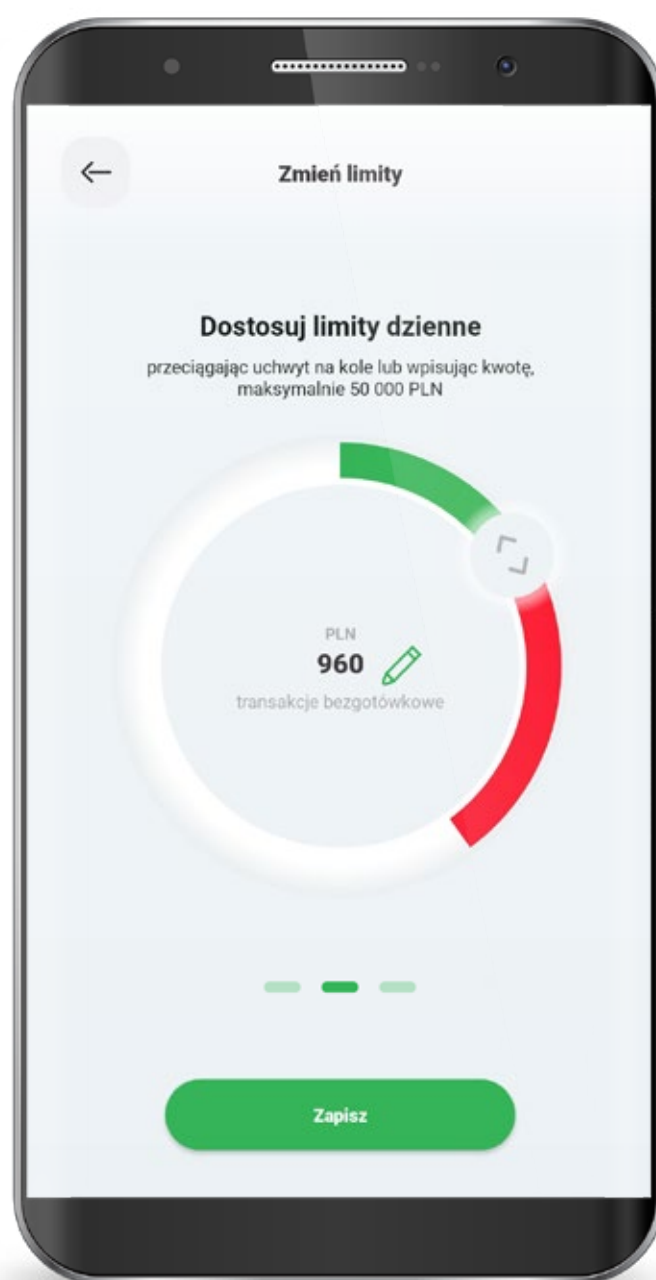 Zmień limity
Dostosuj limity dzienne
przeciągając uchwyt na kole lub wpisując kwotę,
maksymalnie 50 000 PLN
PLN
960
transakcje bezgotówkowe
Zapisz